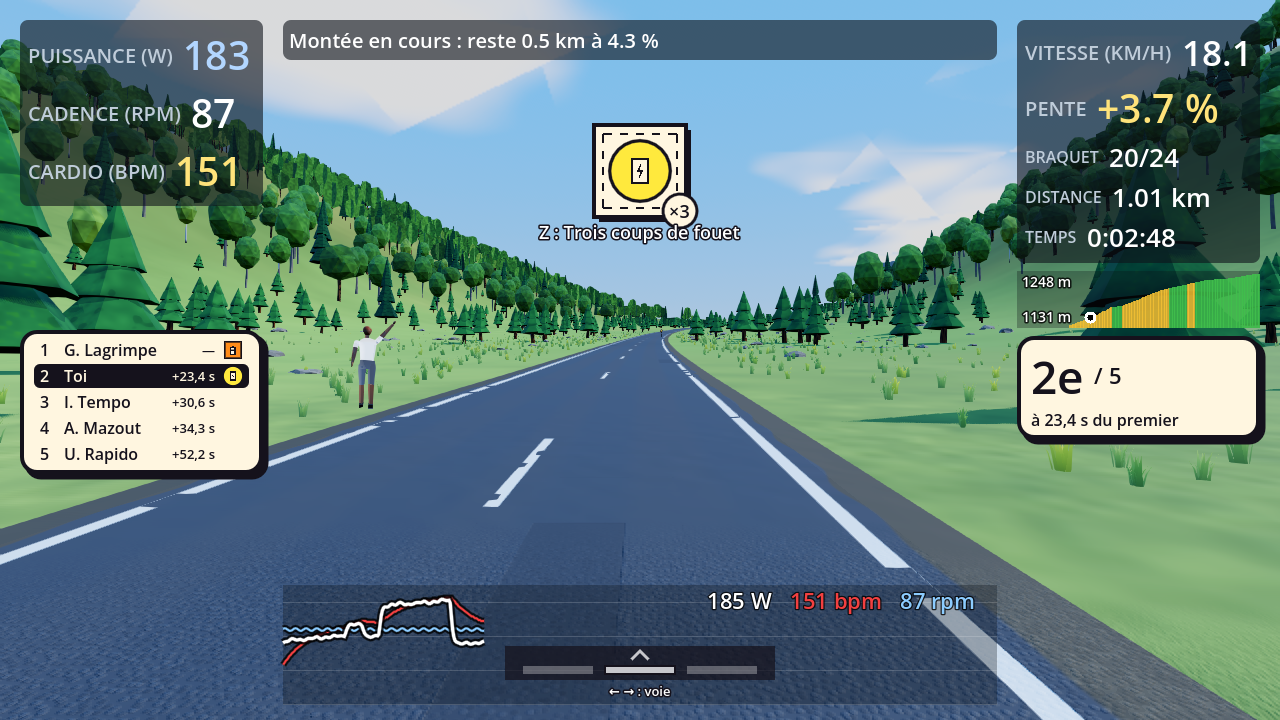 PUISSANCE (W) 183
CADENCE (RPM) 87
CARDIO (BPM) 151
Montée en cours : reste 0.5 km à 4.3 %
VITESSE (KM/H) 18.1
PENTE +3.7 %
BRAQUET 20/24
DISTANCE 1.01 km
TEMPS 0:02:48
×3
Z : Trois coups de fouet
1248 m
1131 m
1 G. Lagrimpe —
2 Toi +23,4 s
3 I. Tempo +30,6 s
4 A. Mazout +34,3 s
5 U. Rapido +52,2 s
2e / 5
à 23,4 s du premier
185 W 151 bpm 87 rpm
← → : voie